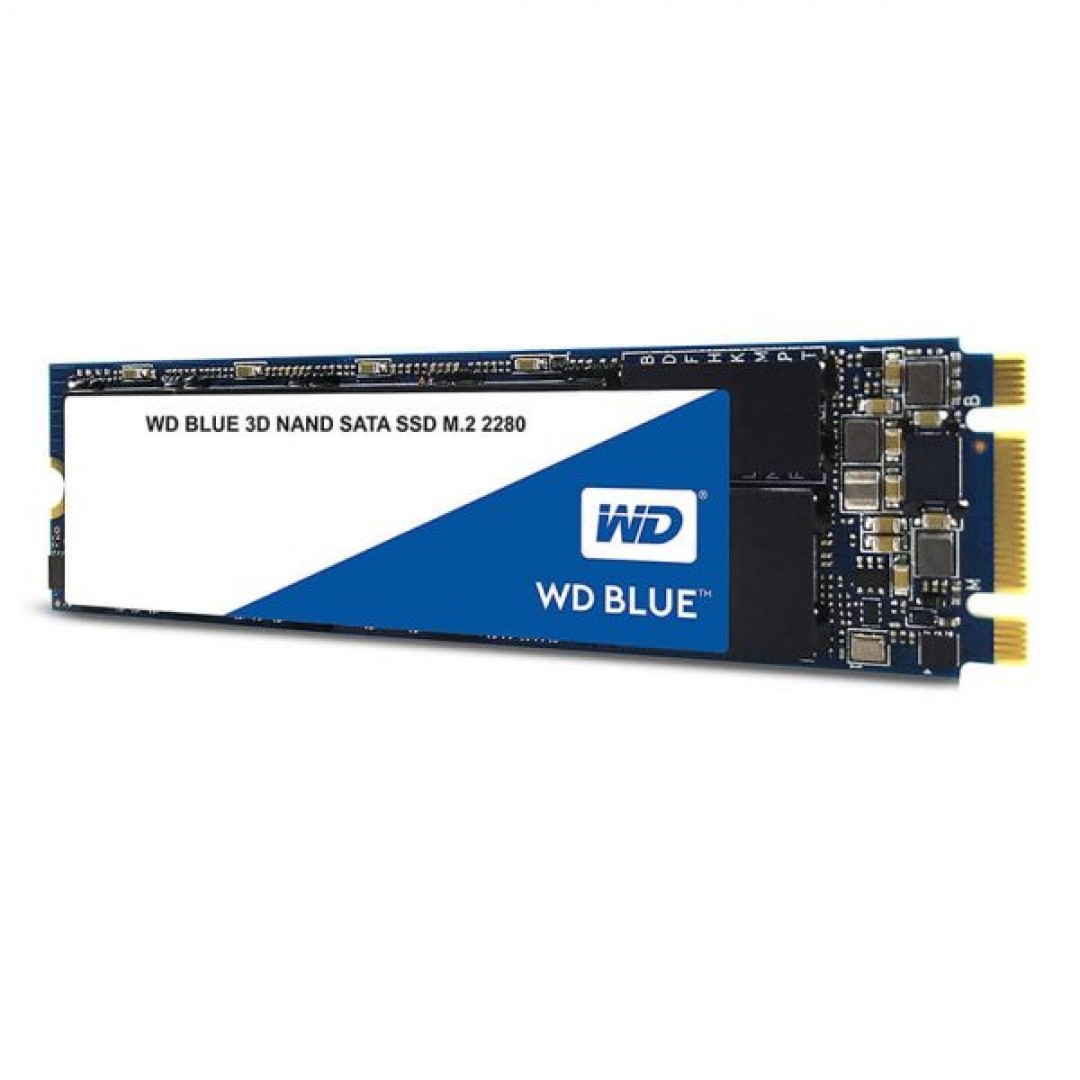 B D F H K M P T
WD BLUE 3D NAND SATA SSD M.2 2280
B
WD®
WD BLUE™
M